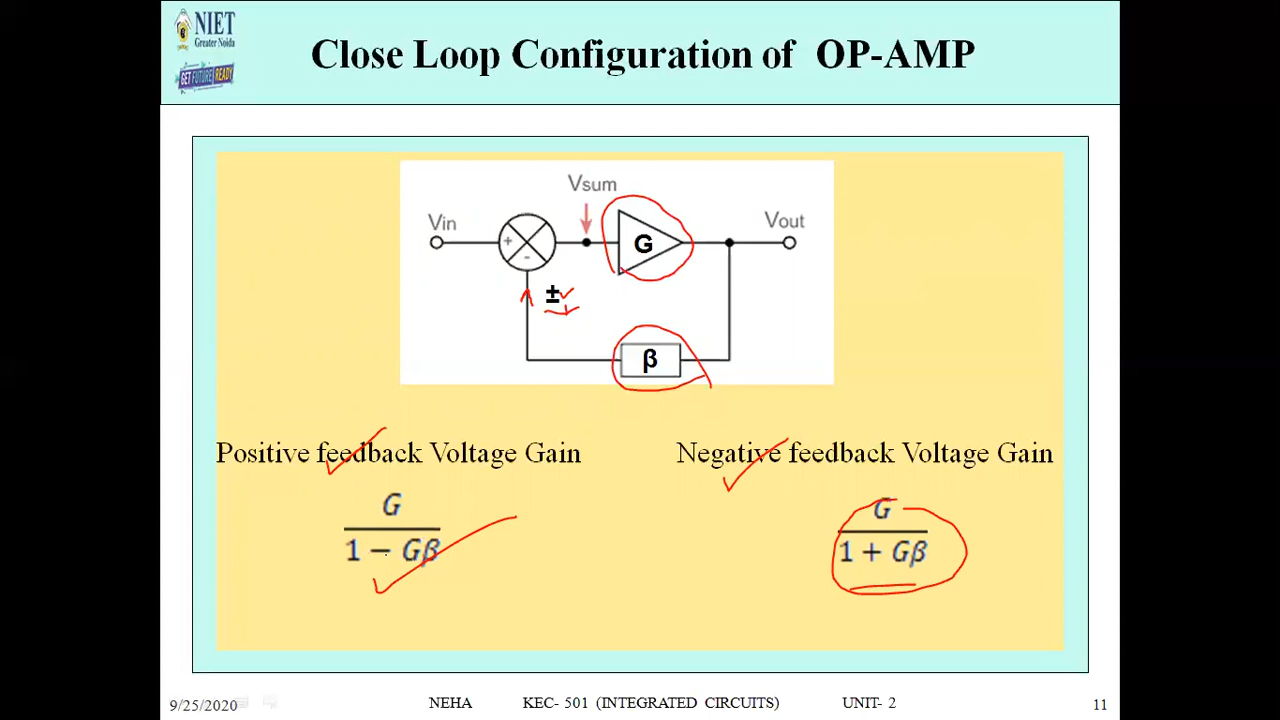 NIET
Greater Noida
GET FUTURE READY
Close Loop Configuration of OP-AMP
Vsum
Vin
Vout
+
G
-
±
β
Positive feedback Voltage Gain
Negative feedback Voltage Gain
G
1 − Gβ
G
1 + Gβ
9/25/2020
NEHA KEC- 501 (INTEGRATED CIRCUITS) UNIT- 2
11